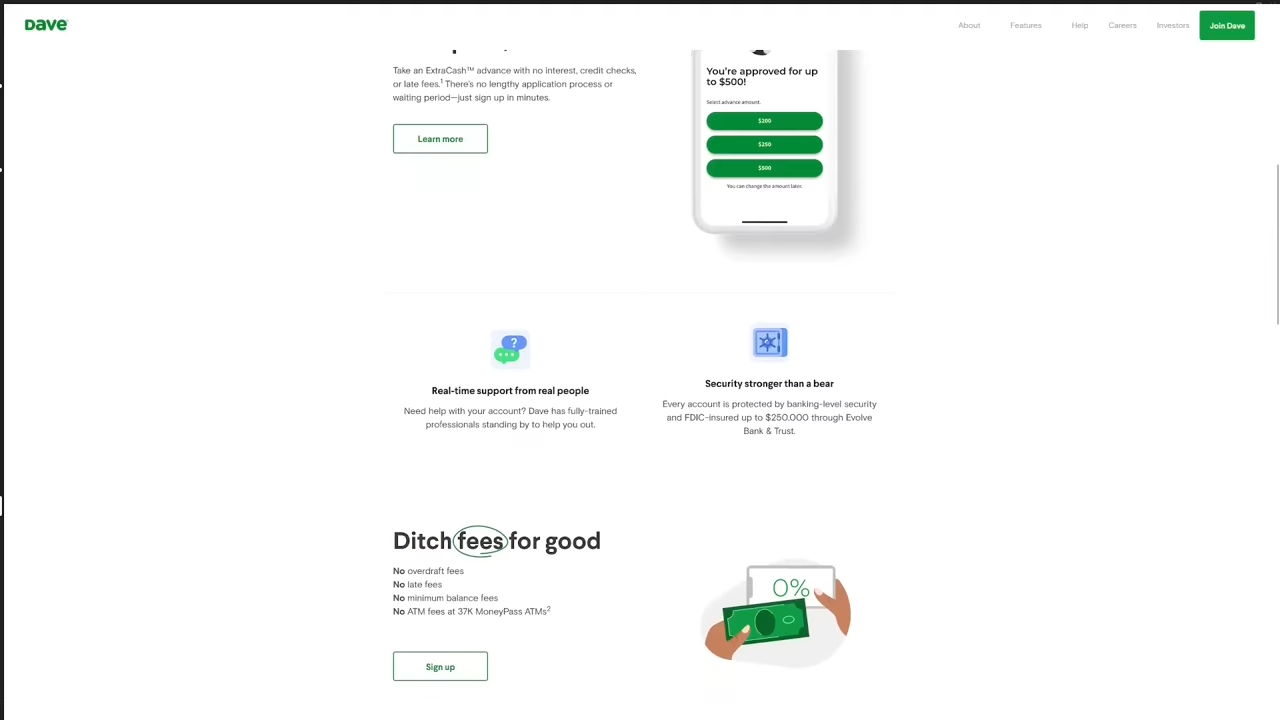 Dave
About Features Help Careers Investors Join Dave
Take an ExtraCash™ advance with no interest, credit checks,
or late fees.1 There's no lengthy application process or
waiting period—just sign up in minutes.
Learn more
You're approved for up
to $500!
Select advance amount.
$200
$250
$500
You can change the amount later.
Real-time support from real people
Need help with your account? Dave has fully-trained
professionals standing by to help you out.
Security stronger than a bear
Every account is protected by banking-level security
and FDIC-insured up to $250,000 through Evolve
Bank & Trust.
Ditch fees for good
No overdraft fees
No late fees
No minimum balance fees
No ATM fees at 37K MoneyPass ATMs2
0%
Sign up